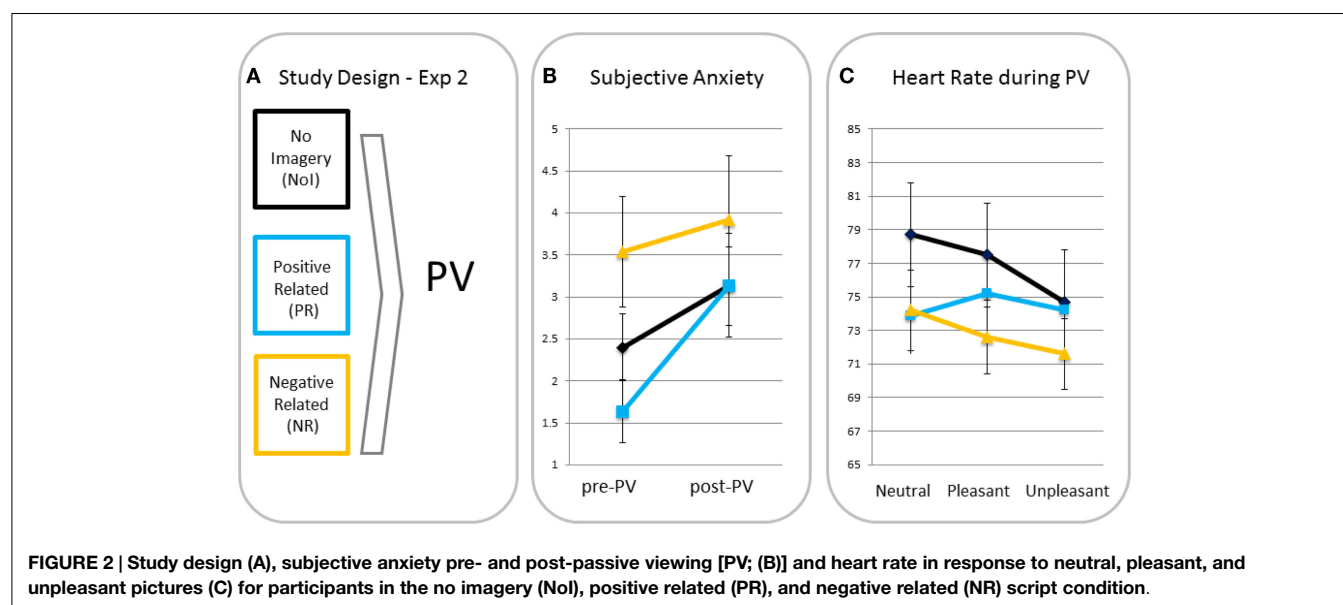 A Study Design - Exp 2
No
Imagery
(NoI)
Positive
Related
(PR)
Negative
Related
(NR)
PV
B Subjective Anxiety
5
4.5
4
3.5
3
2.5
2
1.5
1
pre-PV post-PV
C Heart Rate during PV
85
83
81
79
77
75
73
71
69
67
65
Neutral Pleasant Unpleasant
FIGURE 2 | Study design (A), subjective anxiety pre- and post-passive viewing [PV; (B)] and heart rate in response to neutral, pleasant, and
unpleasant pictures (C) for participants in the no imagery (NoI), positive related (PR), and negative related (NR) script condition.